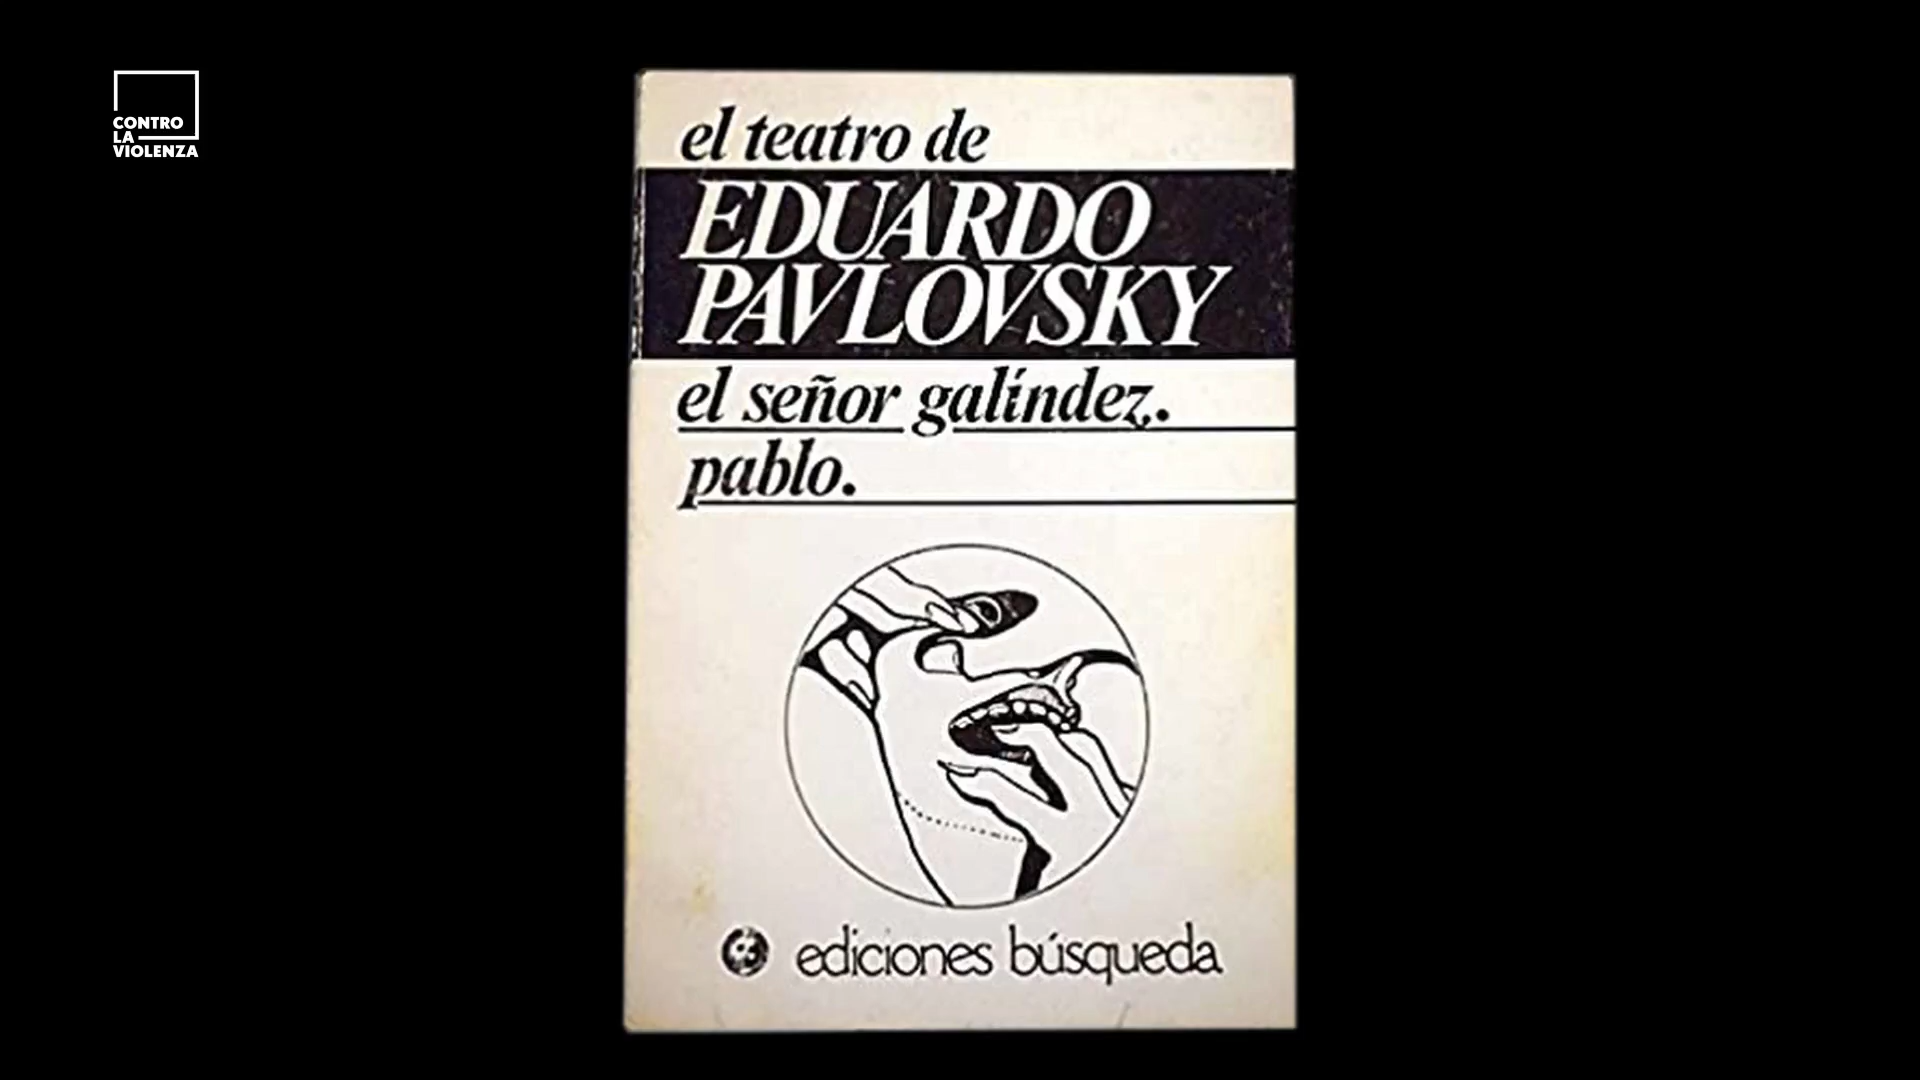 CONTRO
LA
VIOLENZA
el teatro de
EDUARDO
PAVLOVSKY
el señor galíndez.
pablo.
ediciones búsqueda